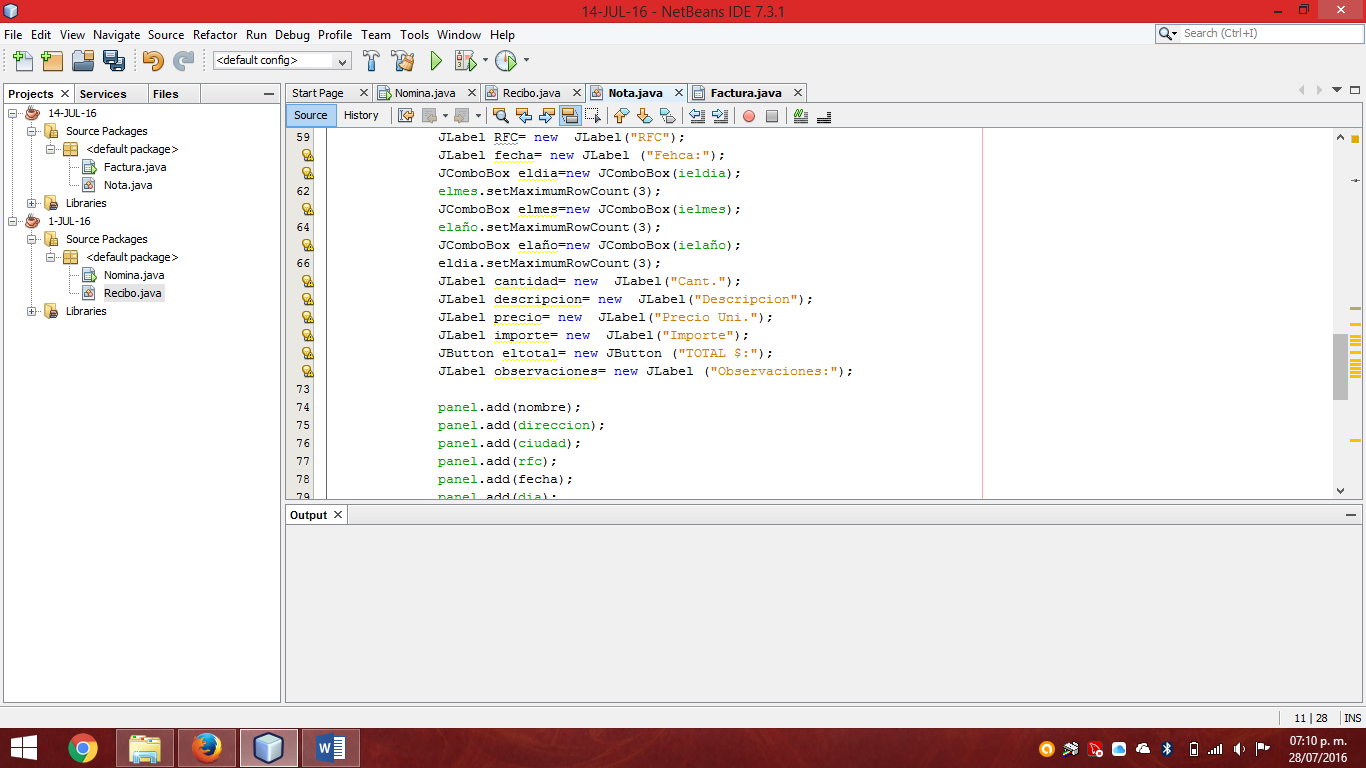 14-JUL-16 - NetBeans IDE 7.3.1
File Edit View Navigate Source Refactor Run Debug Profile Team Tools Window Help
Search (Ctrl+I)
<default config>
Projects Services Files
14-JUL-16
Source Packages
<default package>
Factura.java
Nota.java
Libraries
1-JUL-16
Source Packages
<default package>
Nomina.java
Recibo.java
Libraries
Start Page Nomina.java Recibo.java Nota.java Factura.java
Source History
59 JLabel RFC= new  JLabel("RFC");
JLabel fecha= new JLabel ("Fehca:");
JComboBox eldia=new JComboBox(ieldia);
62 elmes.setMaximumRowCount(3);
JComboBox elmes=new JComboBox(ielmes);
64 elaño.setMaximumRowCount(3);
JComboBox elaño=new JComboBox(ielaño);
66 eldia.setMaximumRowCount(3);
JLabel cantidad= new  JLabel("Cant.");
JLabel descripcion= new  JLabel("Descripcion");
JLabel precio= new  JLabel("Precio Uni.");
JLabel importe= new  JLabel("Importe");
JButton eltotal= new JButton ("TOTAL $:");
JLabel observaciones= new JLabel ("Observaciones:");
73
74 panel.add(nombre);
75 panel.add(direccion);
76 panel.add(ciudad);
77 panel.add(rfc);
78 panel.add(fecha);
79 panel.add(dia);
Output
11 | 28 INS
07:10 p. m.
28/07/2016